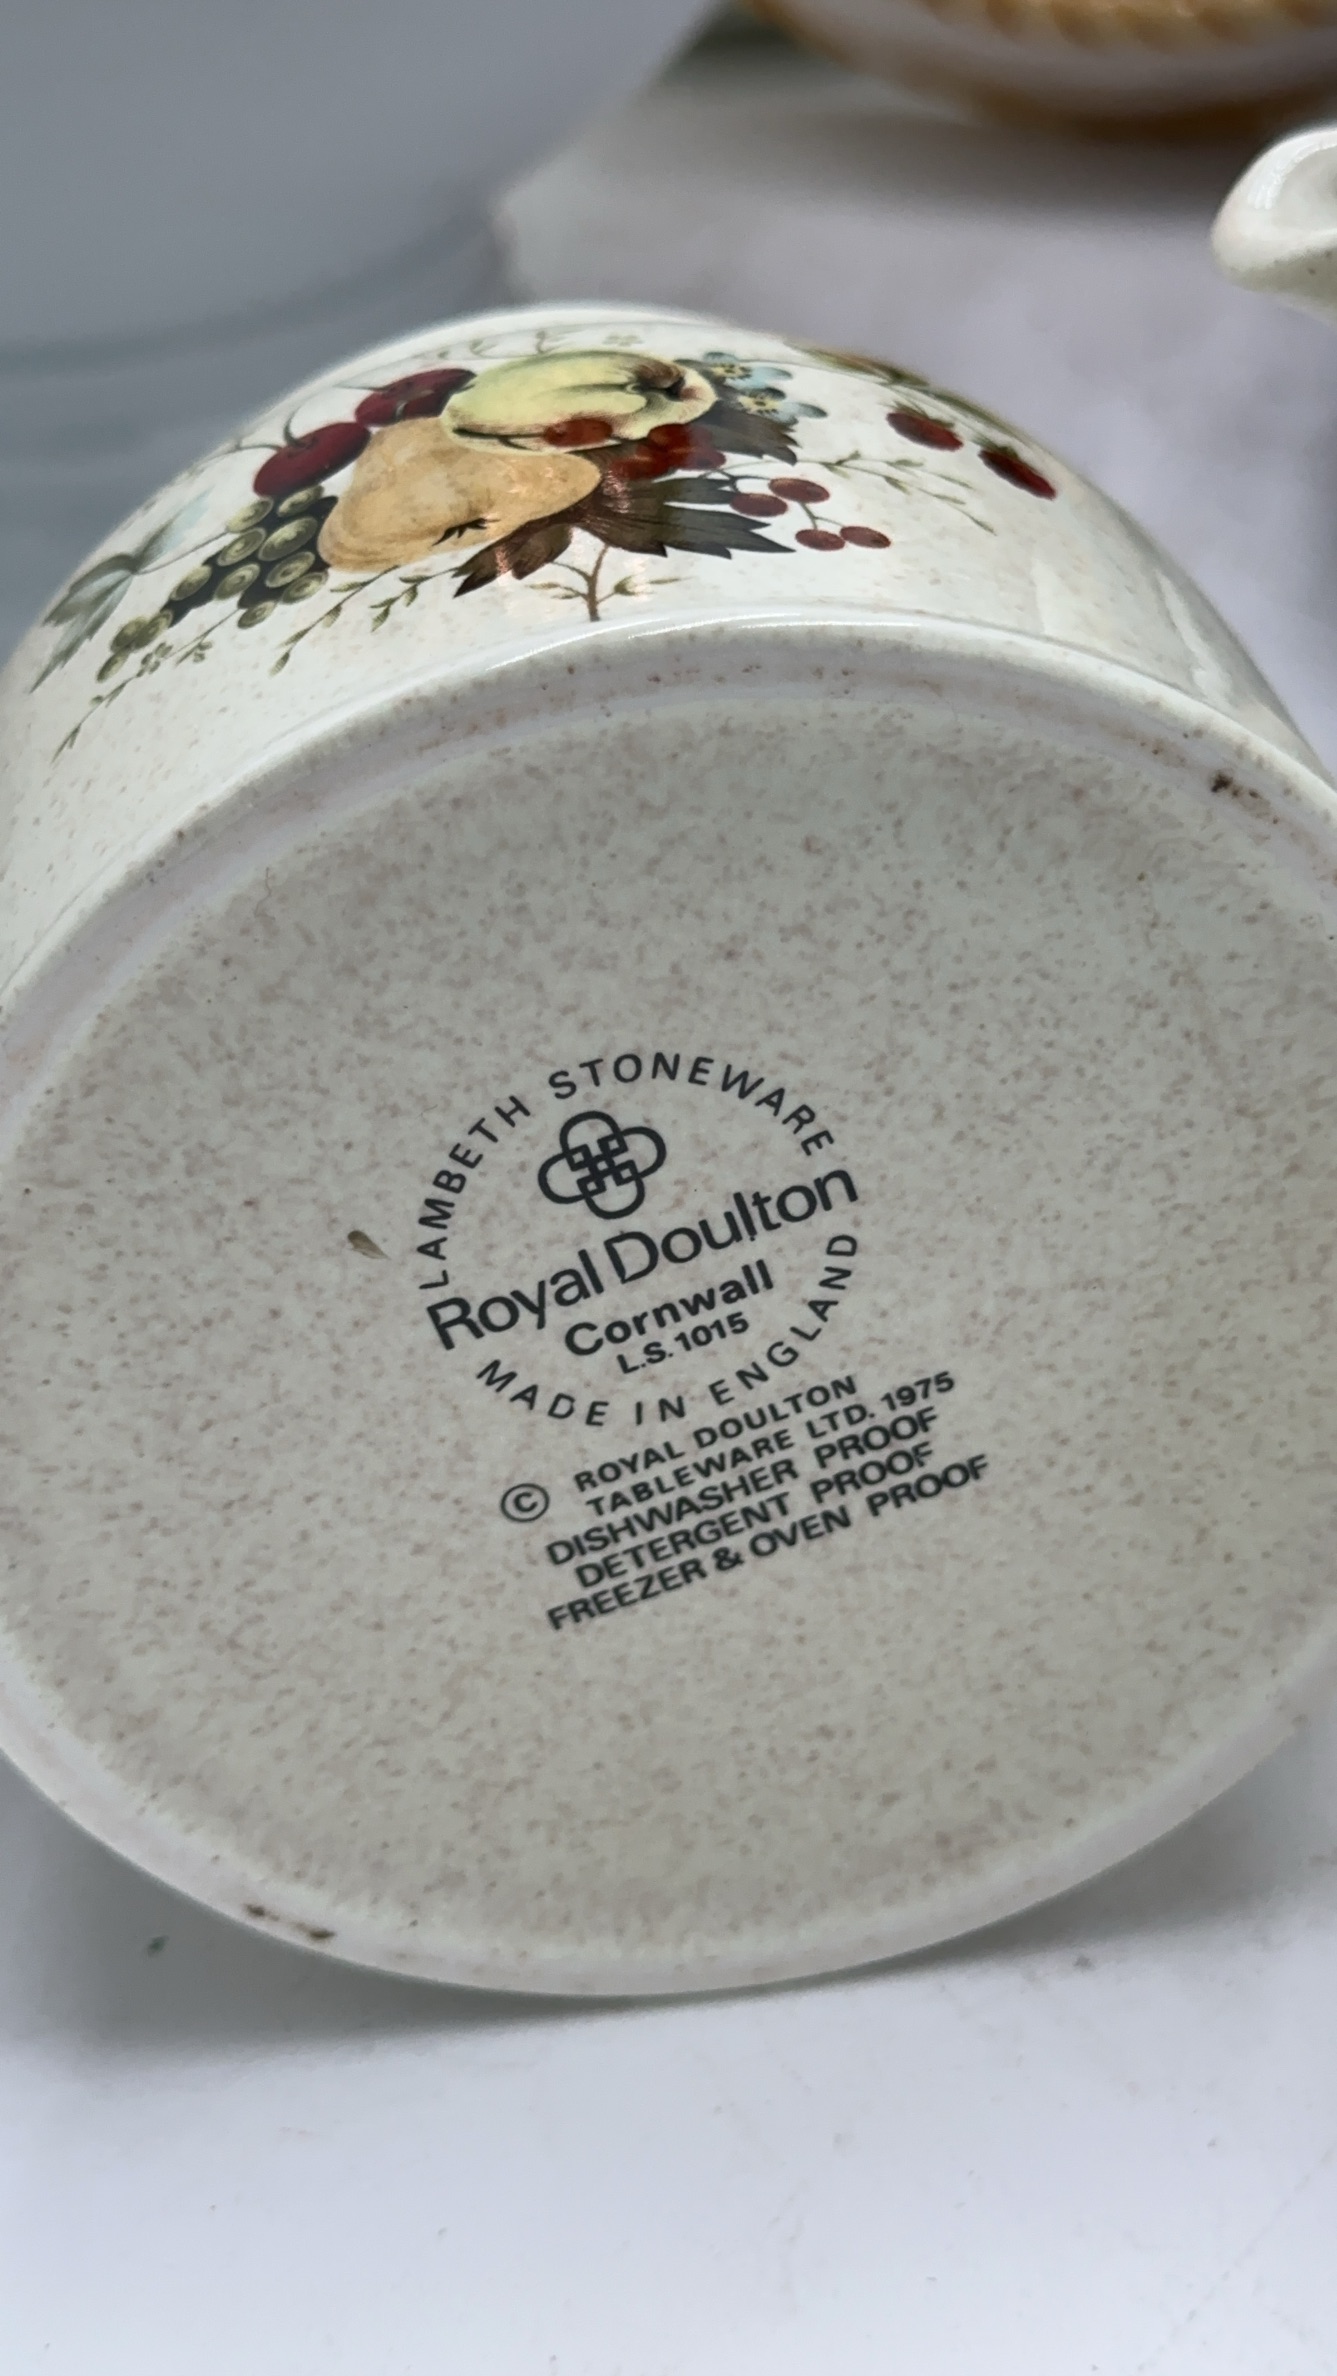 LAMBETH STONEWARE
Royal Doulton
Cornwall
L.S. 1015
MADE IN ENGLAND
© ROYAL DOULTON
TABLEWARE LTD. 1975
DISHWASHER PROOF
DETERGENT PROOF
FREEZER & OVEN PROOF